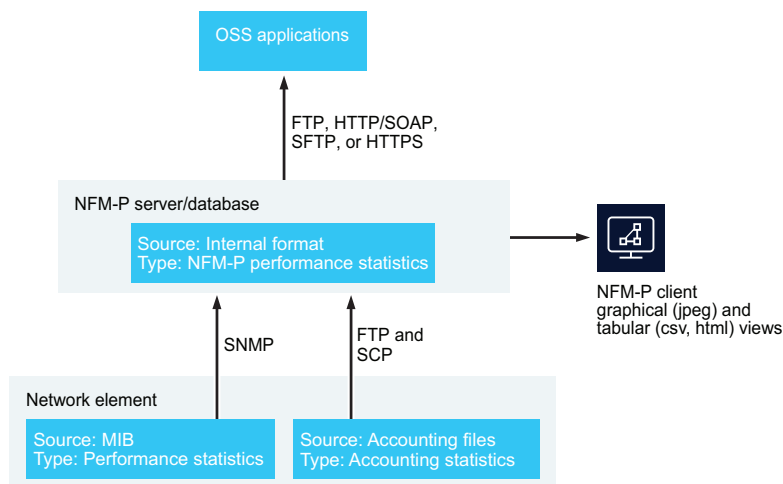 OSS applications
FTP, HTTP/SOAP,
SFTP, or HTTPS
NFM-P server/database
Source: Internal format
Type: NFM-P performance statistics
NFM-P client
graphical (jpeg) and
tabular (csv, html) views
SNMP
FTP and
SCP
Network element
Source: MIB
Type: Performance statistics
Source: Accounting files
Type: Accounting statistics